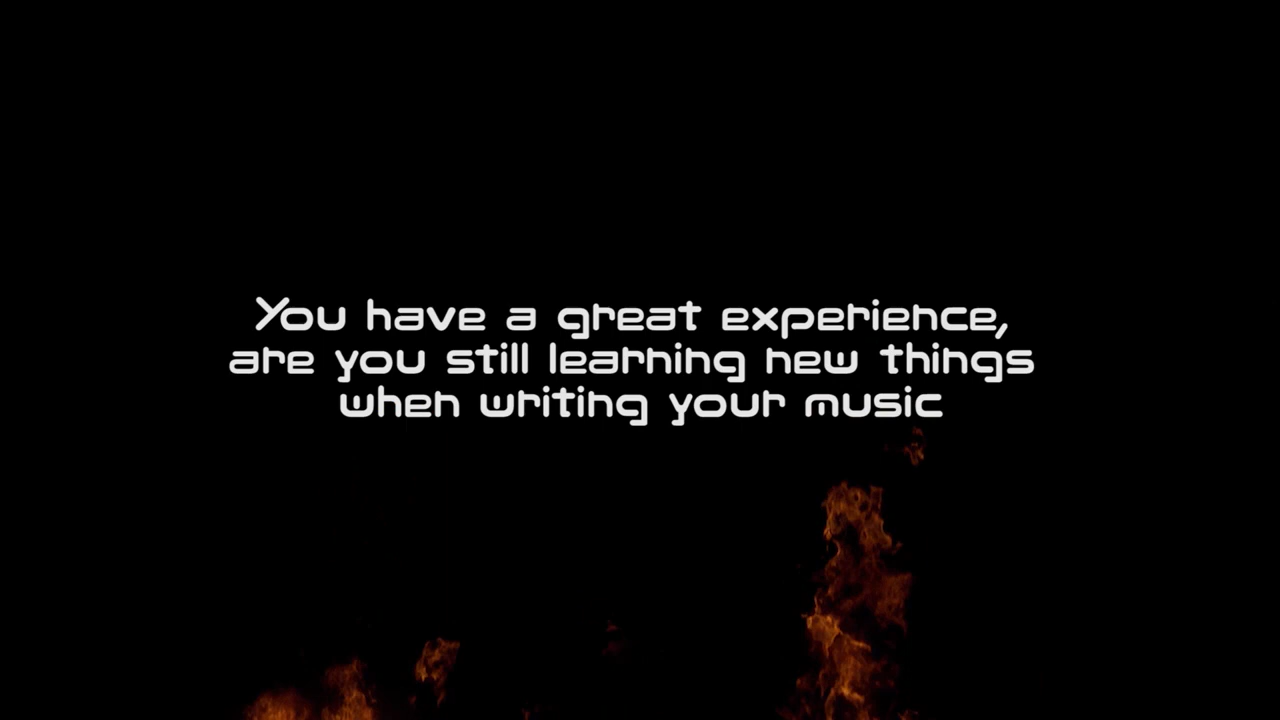 You have a great experience,
are you still learning new things
when writing your music